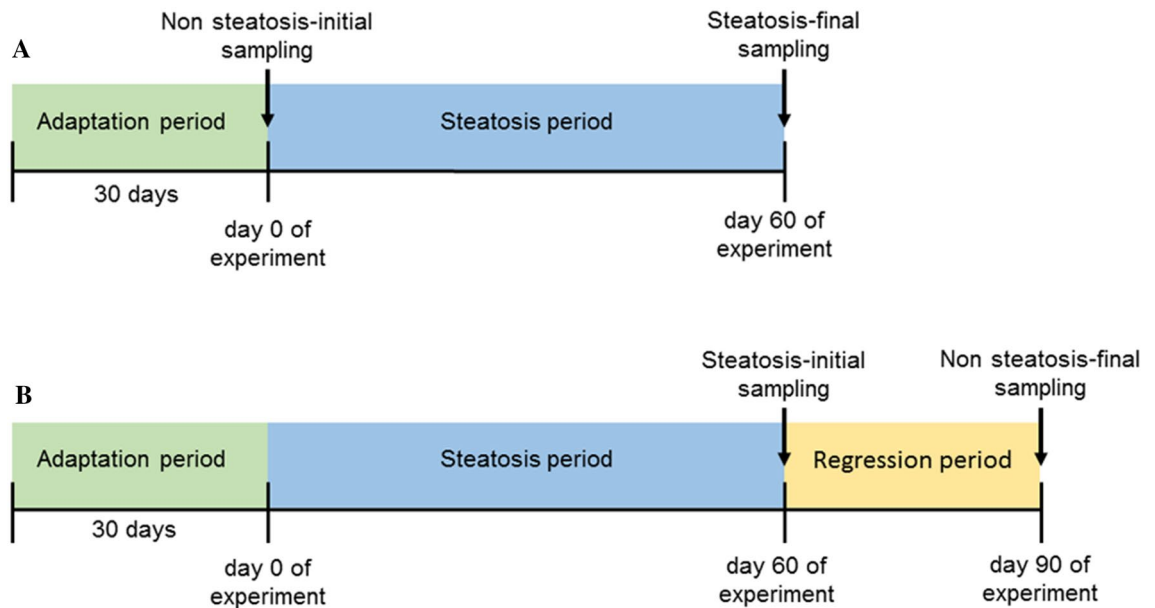 Non steatosis-initial
sampling
Steatosis-final
sampling
A
Adaptation period
Steatosis period
30 days
day 0 of
experiment
day 60 of
experiment
Steatosis-initial
sampling
Non steatosis-final
sampling
B
Adaptation period
Steatosis period
Regression period
30 days
day 0 of
experiment
day 60 of
experiment
day 90 of
experiment